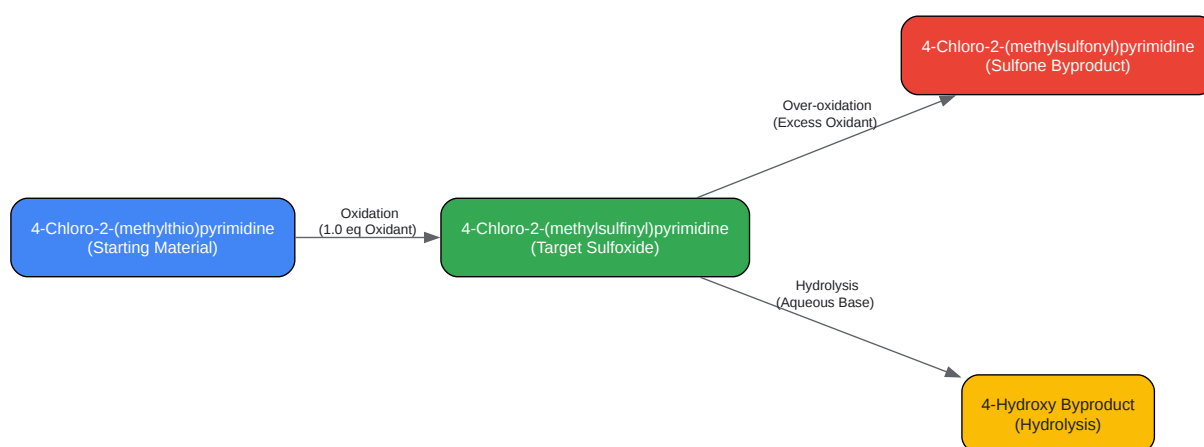 4-Chloro-2-(methylsulfonyl)pyrimidine
(Sulfone Byproduct)
Over-oxidation
(Excess Oxidant)
4-Chloro-2-(methylthio)pyrimidine
(Starting Material)
Oxidation
(1.0 eq Oxidant)
4-Chloro-2-(methylsulfinyl)pyrimidine
(Target Sulfoxide)
Hydrolysis
(Aqueous Base)
4-Hydroxy Byproduct
(Hydrolysis)